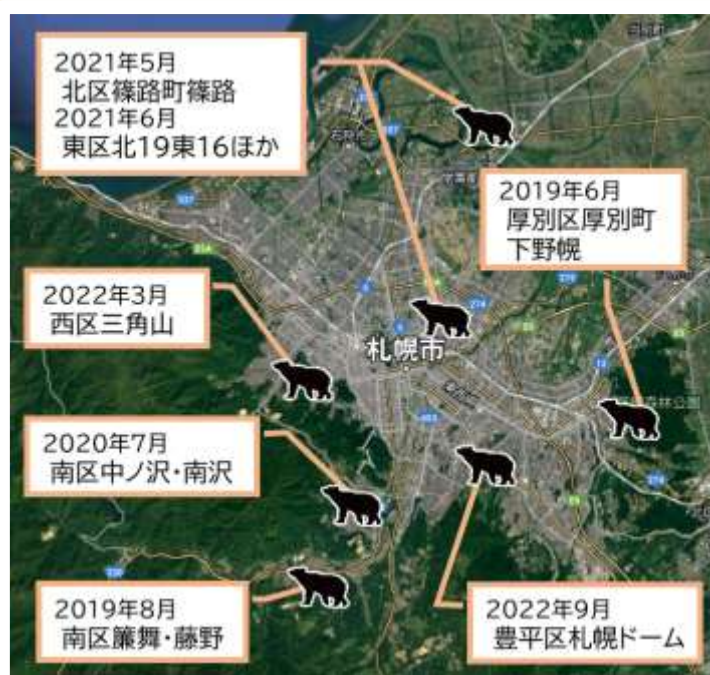 2021年5月
北区篠路町篠路
2021年6月
東区北19東16ほか
2019年6月
厚別区厚別町
下野幌
2022年3月
西区三角山
札幌市
2020年7月
南区中ノ沢・南沢
2019年8月
南区簾舞・藤野
2022年9月
豊平区札幌ドーム
337
274
453
230